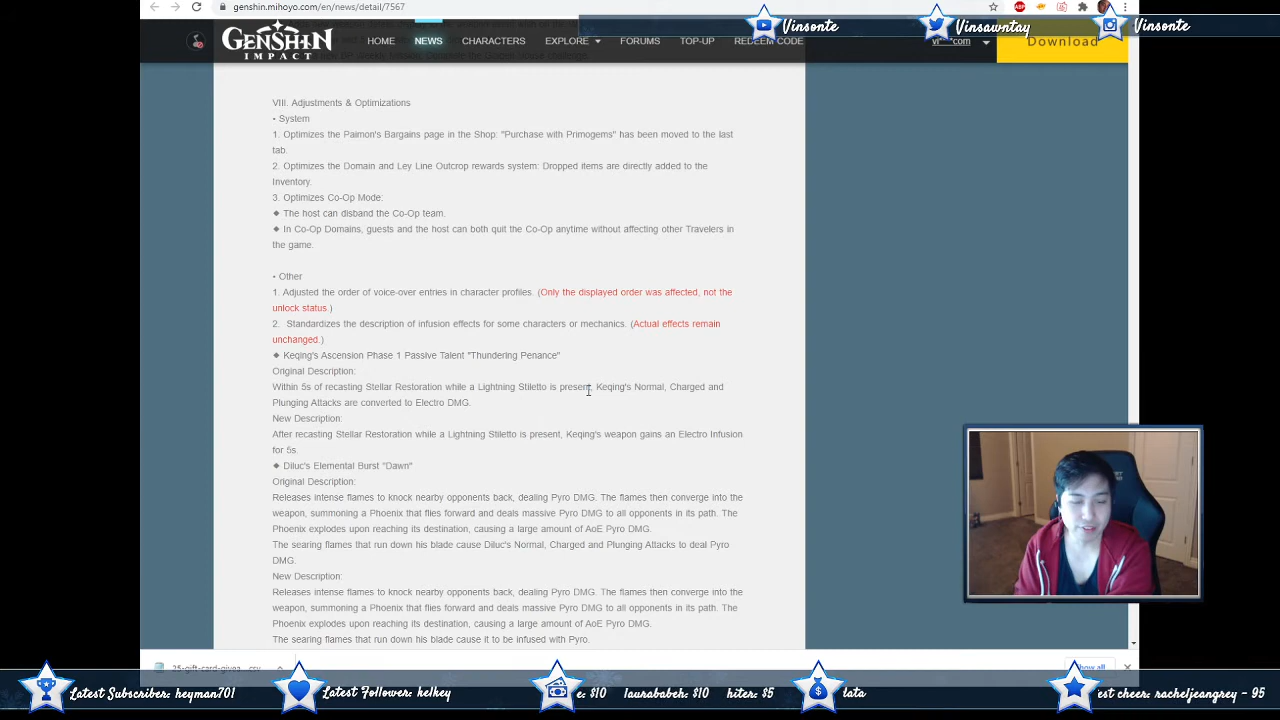 genshin.mihoyo.com/en/news/detail/7567
Vinsonte
Vinsawntay
Vinsonte
GENSHIN
IMPACT
HOME
NEWS
CHARACTERS
EXPLORE
FORUMS
TOP-UP
REDEEM CODE
Download
VIII. Adjustments & Optimizations
• System
1. Optimizes the Paimon's Bargains page in the Shop: "Purchase with Primogems" has been moved to the last
tab.
2. Optimizes the Domain and Ley Line Outcrop rewards system: Dropped items are directly added to the
Inventory.
3. Optimizes Co-Op Mode:
◆ The host can disband the Co-Op team.
◆ In Co-Op Domains, guests and the host can both quit the Co-Op anytime without affecting other Travelers in
the game.
• Other
1. Adjusted the order of voice-over entries in character profiles. (Only the displayed order was affected, not the
unlock status.)
2. Standardizes the description of infusion effects for some characters or mechanics. (Actual effects remain
unchanged.)
◆ Keqing's Ascension Phase 1 Passive Talent "Thundering Penance"
Original Description:
Within 5s of recasting Stellar Restoration while a Lightning Stiletto is present, Keqing's Normal, Charged and
Plunging Attacks are converted to Electro DMG.
New Description:
After recasting Stellar Restoration while a Lightning Stiletto is present, Keqing's weapon gains an Electro Infusion
for 5s.
◆ Diluc's Elemental Burst "Dawn"
Original Description:
Releases intense flames to knock nearby opponents back, dealing Pyro DMG. The flames then converge into the
weapon, summoning a Phoenix that flies forward and deals massive Pyro DMG to all opponents in its path. The
Phoenix explodes upon reaching its destination, causing a large amount of AoE Pyro DMG.
The searing flames that run down his blade cause Diluc's Normal, Charged and Plunging Attacks to deal Pyro
DMG.
New Description:
Releases intense flames to knock nearby opponents back, dealing Pyro DMG. The flames then converge into the
weapon, summoning a Phoenix that flies forward and deals massive Pyro DMG to all opponents in its path. The
Phoenix explodes upon reaching its destination, causing a large amount of AoE Pyro DMG.
The searing flames that run down his blade cause it to be infused with Pyro.
25-gift-card-givea....csv
Show all
Latest Subscriber: heyman701
Latest Follower: kelkey
e: $10 laurababeh: $10 hiter: $5
lata
est cheer: racheljeangrey - 95